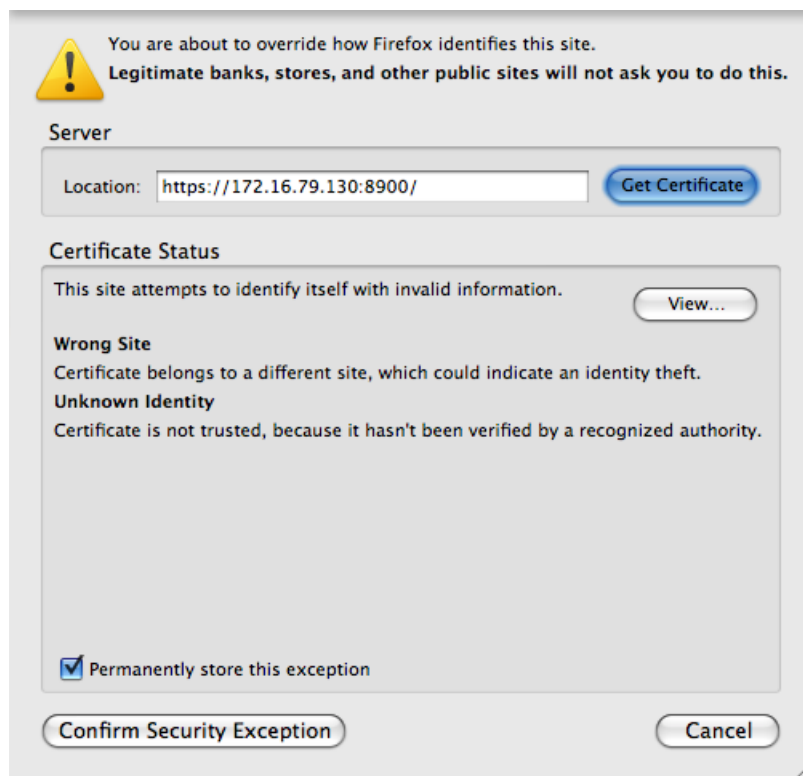 You are about to override how Firefox identifies this site.
Legitimate banks, stores, and other public sites will not ask you to do this.
Server
Location: https://172.16.79.130:8900/ Get Certificate
Certificate Status
This site attempts to identify itself with invalid information.
View...
Wrong Site
Certificate belongs to a different site, which could indicate an identity theft.
Unknown Identity
Certificate is not trusted, because it hasn't been verified by a recognized authority.
Permanently store this exception
Confirm Security Exception Cancel